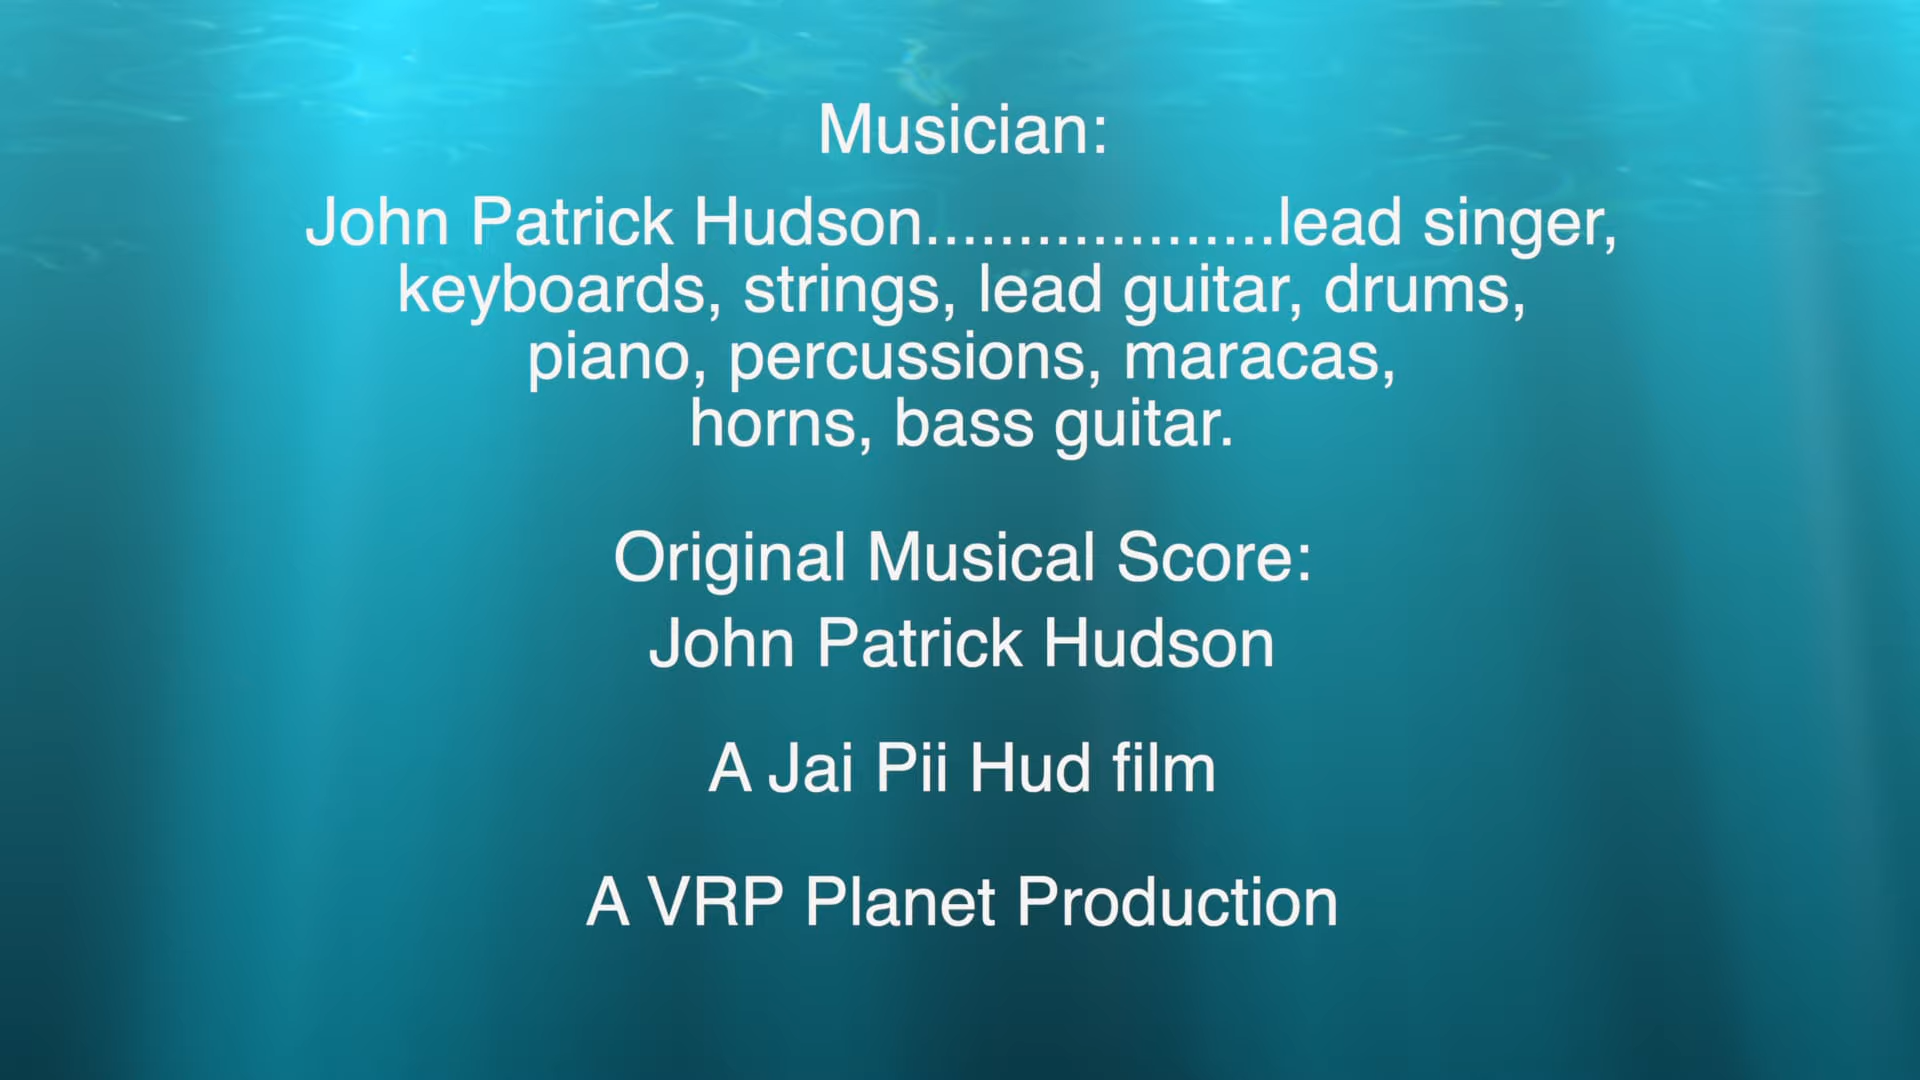 Musician:
John Patrick Hudson...................lead singer,
keyboards, strings, lead guitar, drums,
piano, percussions, maracas,
horns, bass guitar.
Original Musical Score:
John Patrick Hudson
A Jai Pii Hud film
A VRP Planet Production